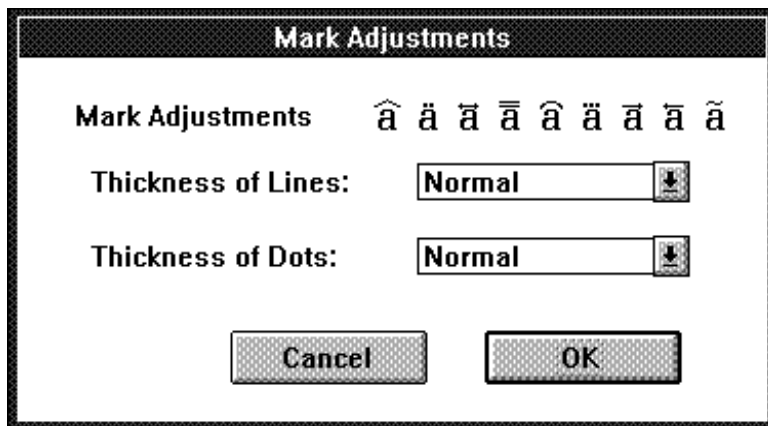 Mark Adjustments
Mark Adjustments â ä a⃡ a̿ ȃ a⃛ a⃗ ā ã
Thickness of Lines: Normal
Thickness of Dots: Normal
Cancel OK